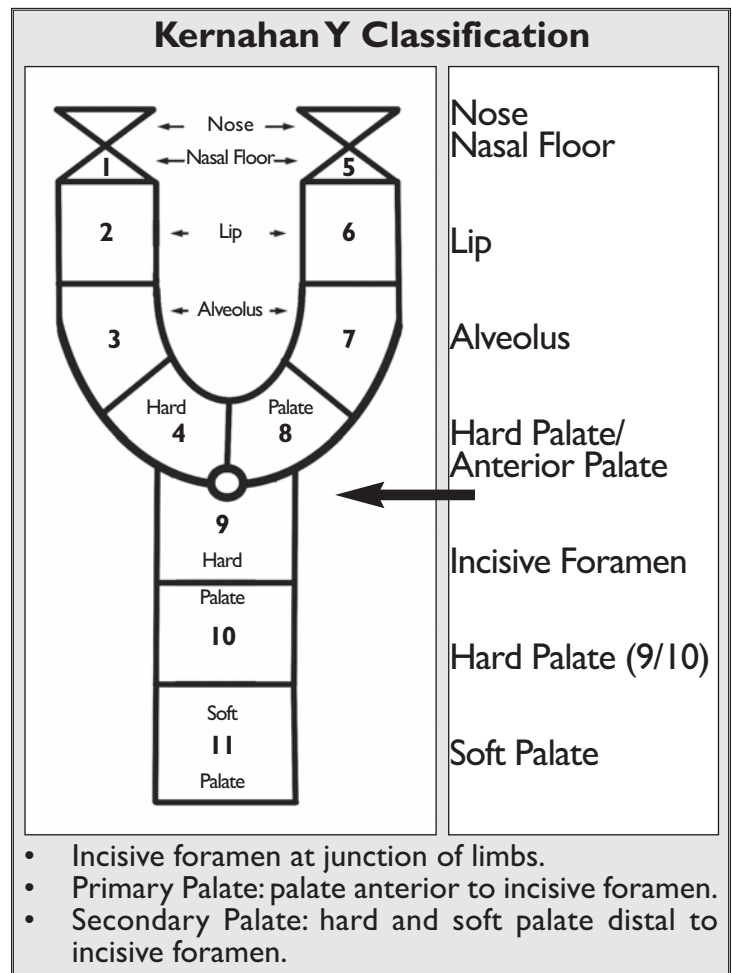 Kernahan Y Classification
Nose
Nasal Floor
1
5
2
Lip
6
Alveolus
3
7
Hard
Palate
4
8
9
Hard
Palate
10
Soft
11
Palate
Nose
Nasal Floor
Lip
Alveolus
Hard Palate/
Anterior Palate
Incisive Foramen
Hard Palate (9/10)
Soft Palate
• Incisive foramen at junction of limbs.
• Primary Palate: palate anterior to incisive foramen.
• Secondary Palate: hard and soft palate distal to
incisive foramen.